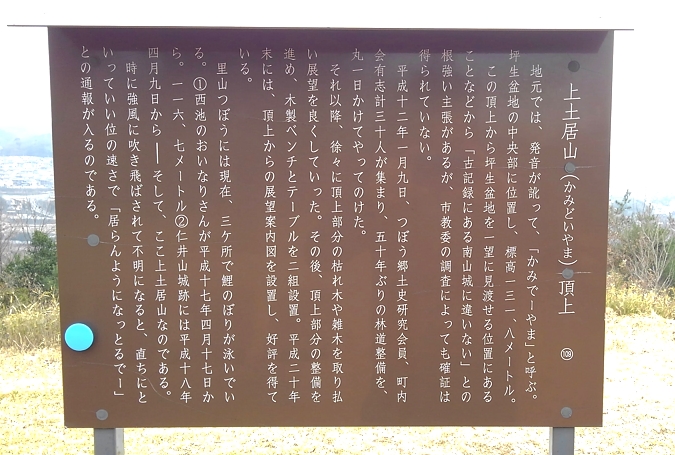 上土居山(かみどいやま)頂上 109
地元では、発音が訛って、「かみでーやま」と呼ぶ。
坪生盆地の中央部に位置し、標高一三一、八メートル。
この頂上から坪生盆地を一望に見渡せる位置にある
ことなどから「古記録にある南山城に違いない」との
根強い主張があるが、市教委の調査によっても確証は
得られていない。
平成十二年一月九日、つぼう郷土史研究会員、町内
会有志計三十人が集まり、五十年ぶりの林道整備を、
丸一日かけてやってのけた。
それ以降、徐々に頂上部分の枯れ木や雑木を取り払
い展望を良くしていった。その後、頂上部分の整備を
進め、木製ベンチとテーブルを二組設置。平成二十年
末には、頂上からの展望案内図を設置し、好評を得て
いる。
里山つぼうには現在、三ケ所で鯉のぼりが泳いでい
る。①西池のおいなりさんが平成十七年四月十七日か
ら。一一六、七メートル②仁井山城跡には平成十八年
四月九日から――そして、ここ上土居山なのである。
時に強風に吹き飛ばされて不明になると、直ちにと
いっていい位の速さで「居らんようになっとるでー」
との通報が入るのである。